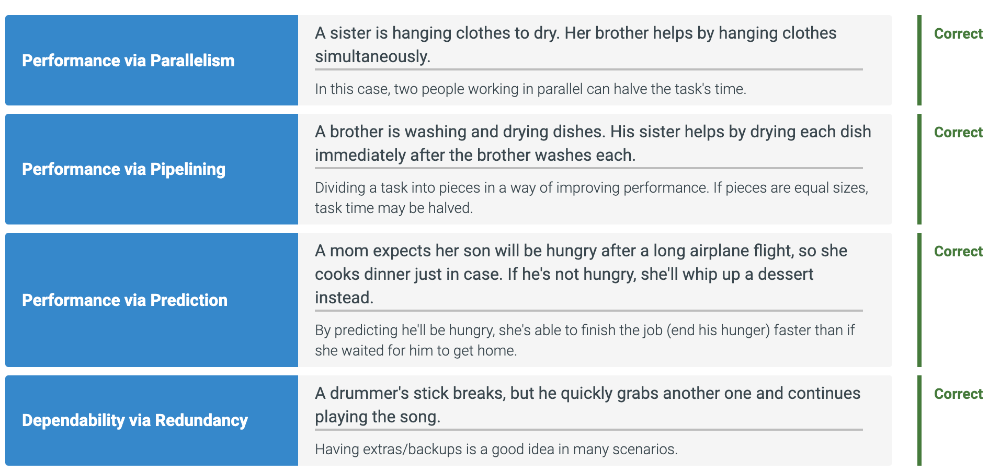 Performance via Parallelism
A sister is hanging clothes to dry. Her brother helps by hanging clothes
simultaneously.
In this case, two people working in parallel can halve the task's time.
Correct
Performance via Pipelining
A brother is washing and drying dishes. His sister helps by drying each dish
immediately after the brother washes each.
Dividing a task into pieces in a way of improving performance. If pieces are equal sizes,
task time may be halved.
Correct
Performance via Prediction
A mom expects her son will be hungry after a long airplane flight, so she
cooks dinner just in case. If he's not hungry, she'll whip up a dessert
instead.
By predicting he'll be hungry, she's able to finish the job (end his hunger) faster than if
she waited for him to get home.
Correct
Dependability via Redundancy
A drummer's stick breaks, but he quickly grabs another one and continues
playing the song.
Having extras/backups is a good idea in many scenarios.
Correct